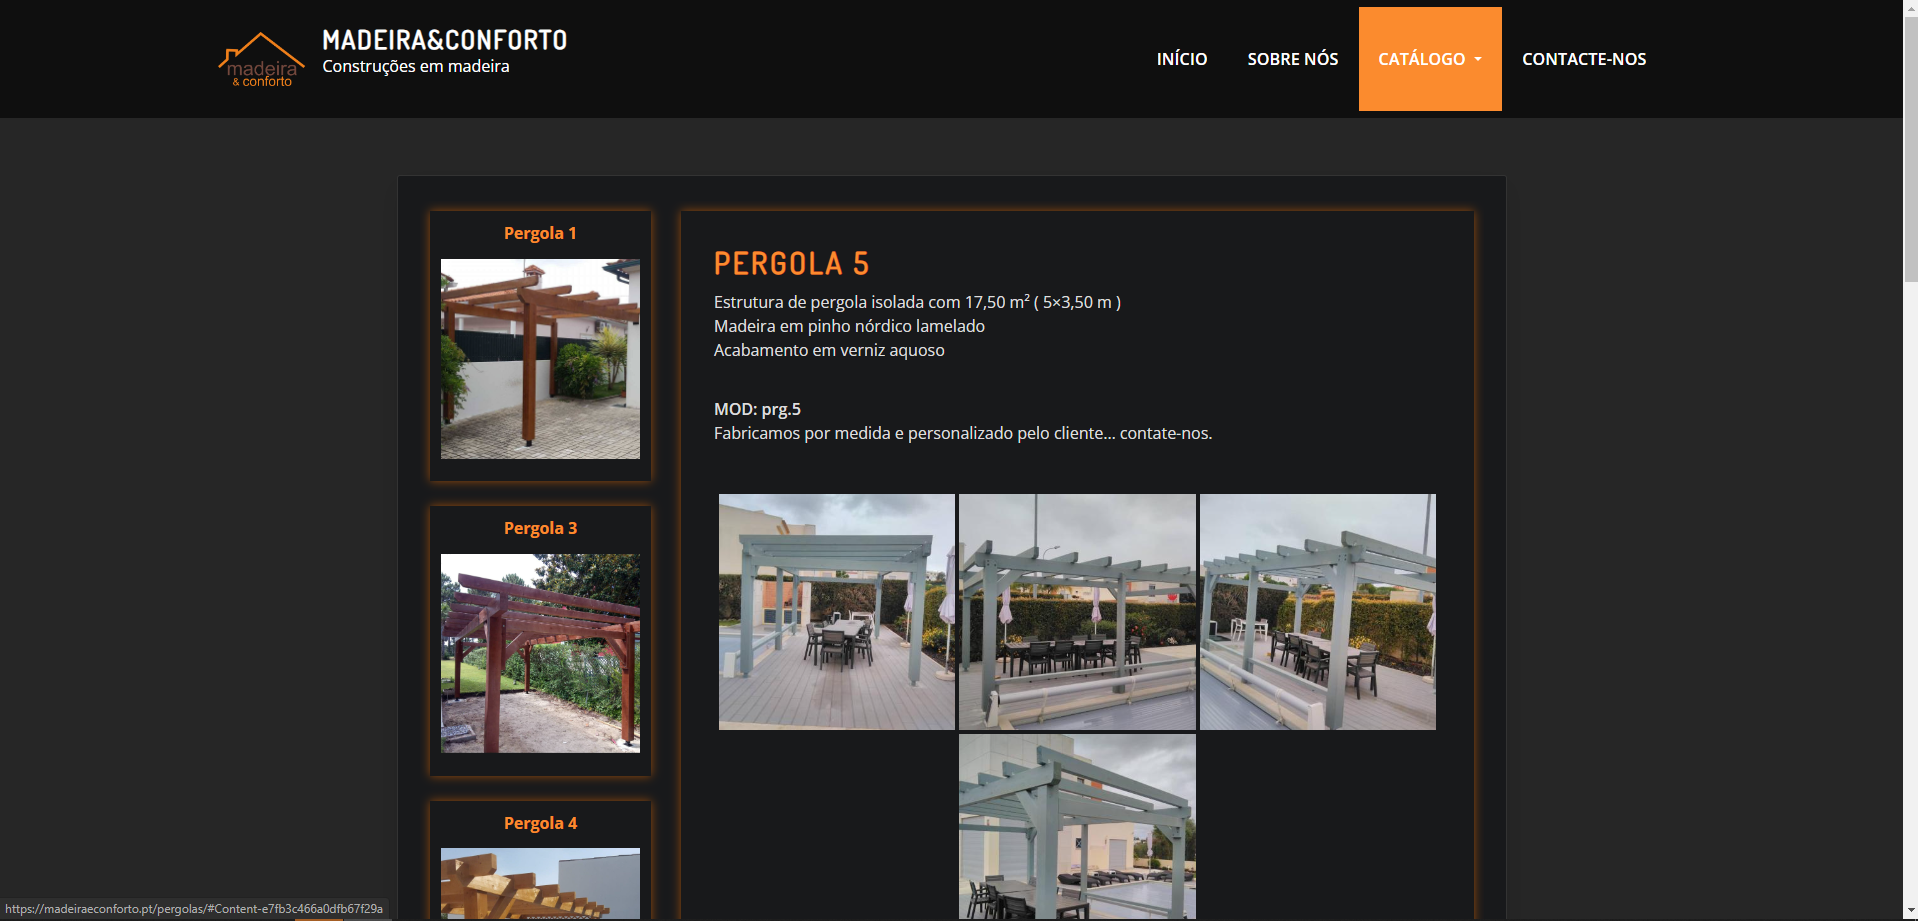 madeira
& conforto
MADEIRA&CONFORTO
Construções em madeira
INÍCIO
SOBRE NÓS
CATÁLOGO
CONTACTE-NOS
Pergola 1
Pergola 3
Pergola 4
PERGOLA 5
Estrutura de pergola isolada com 17,50 m² ( 5×3,50 m )
Madeira em pinho nórdico lamelado
Acabamento em verniz aquoso
MOD: prg.5
Fabricamos por medida e personalizado pelo cliente… contate-nos.
https://madeiraeconforto.pt/pergolas/#Content-e7fb3c466a0dfb67f29a